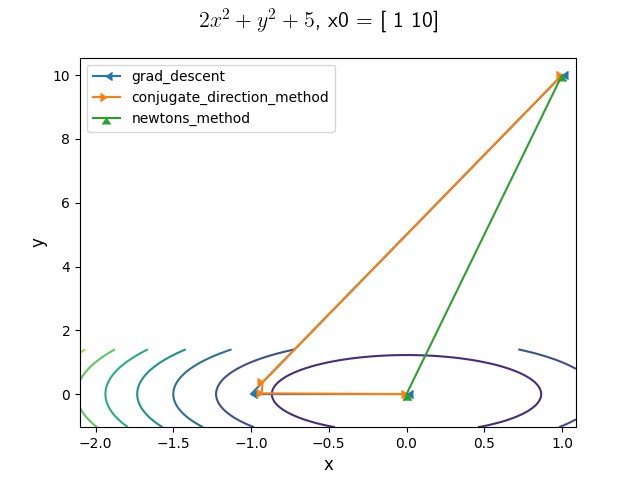 2x² + y² + 5, x0 = [ 1 10]
grad_descent
conjugate_direction_method
newtons_method
10
8
6
4
2
0
y
−2.0 −1.5 −1.0 −0.5 0.0 0.5 1.0
x